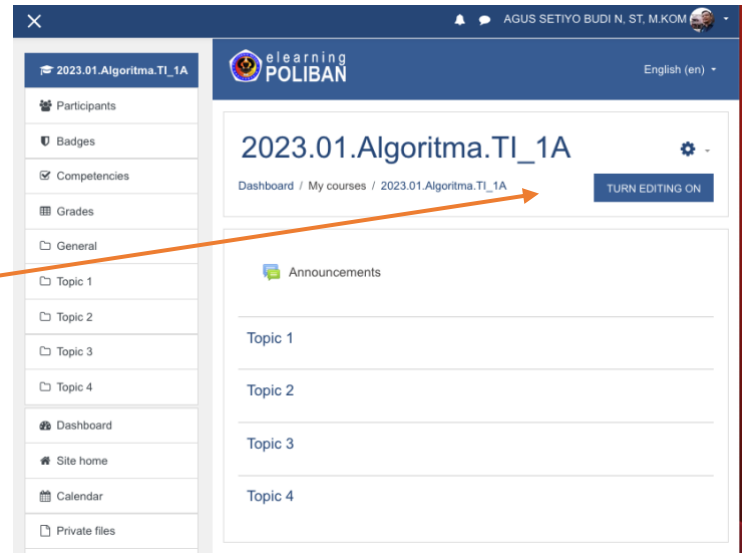 AGUS SETIYO BUDI N, ST, M.KOM
2023.01.Algoritma.TI_1A
Participants
Badges
Competencies
Grades
General
Topic 1
Topic 2
Topic 3
Topic 4
Dashboard
Site home
Calendar
Private files
elearning
POLIBAN
English (en)
2023.01.Algoritma.TI_1A
Dashboard / My courses / 2023.01.Algoritma.TI_1A
TURN EDITING ON
Announcements
Topic 1
Topic 2
Topic 3
Topic 4